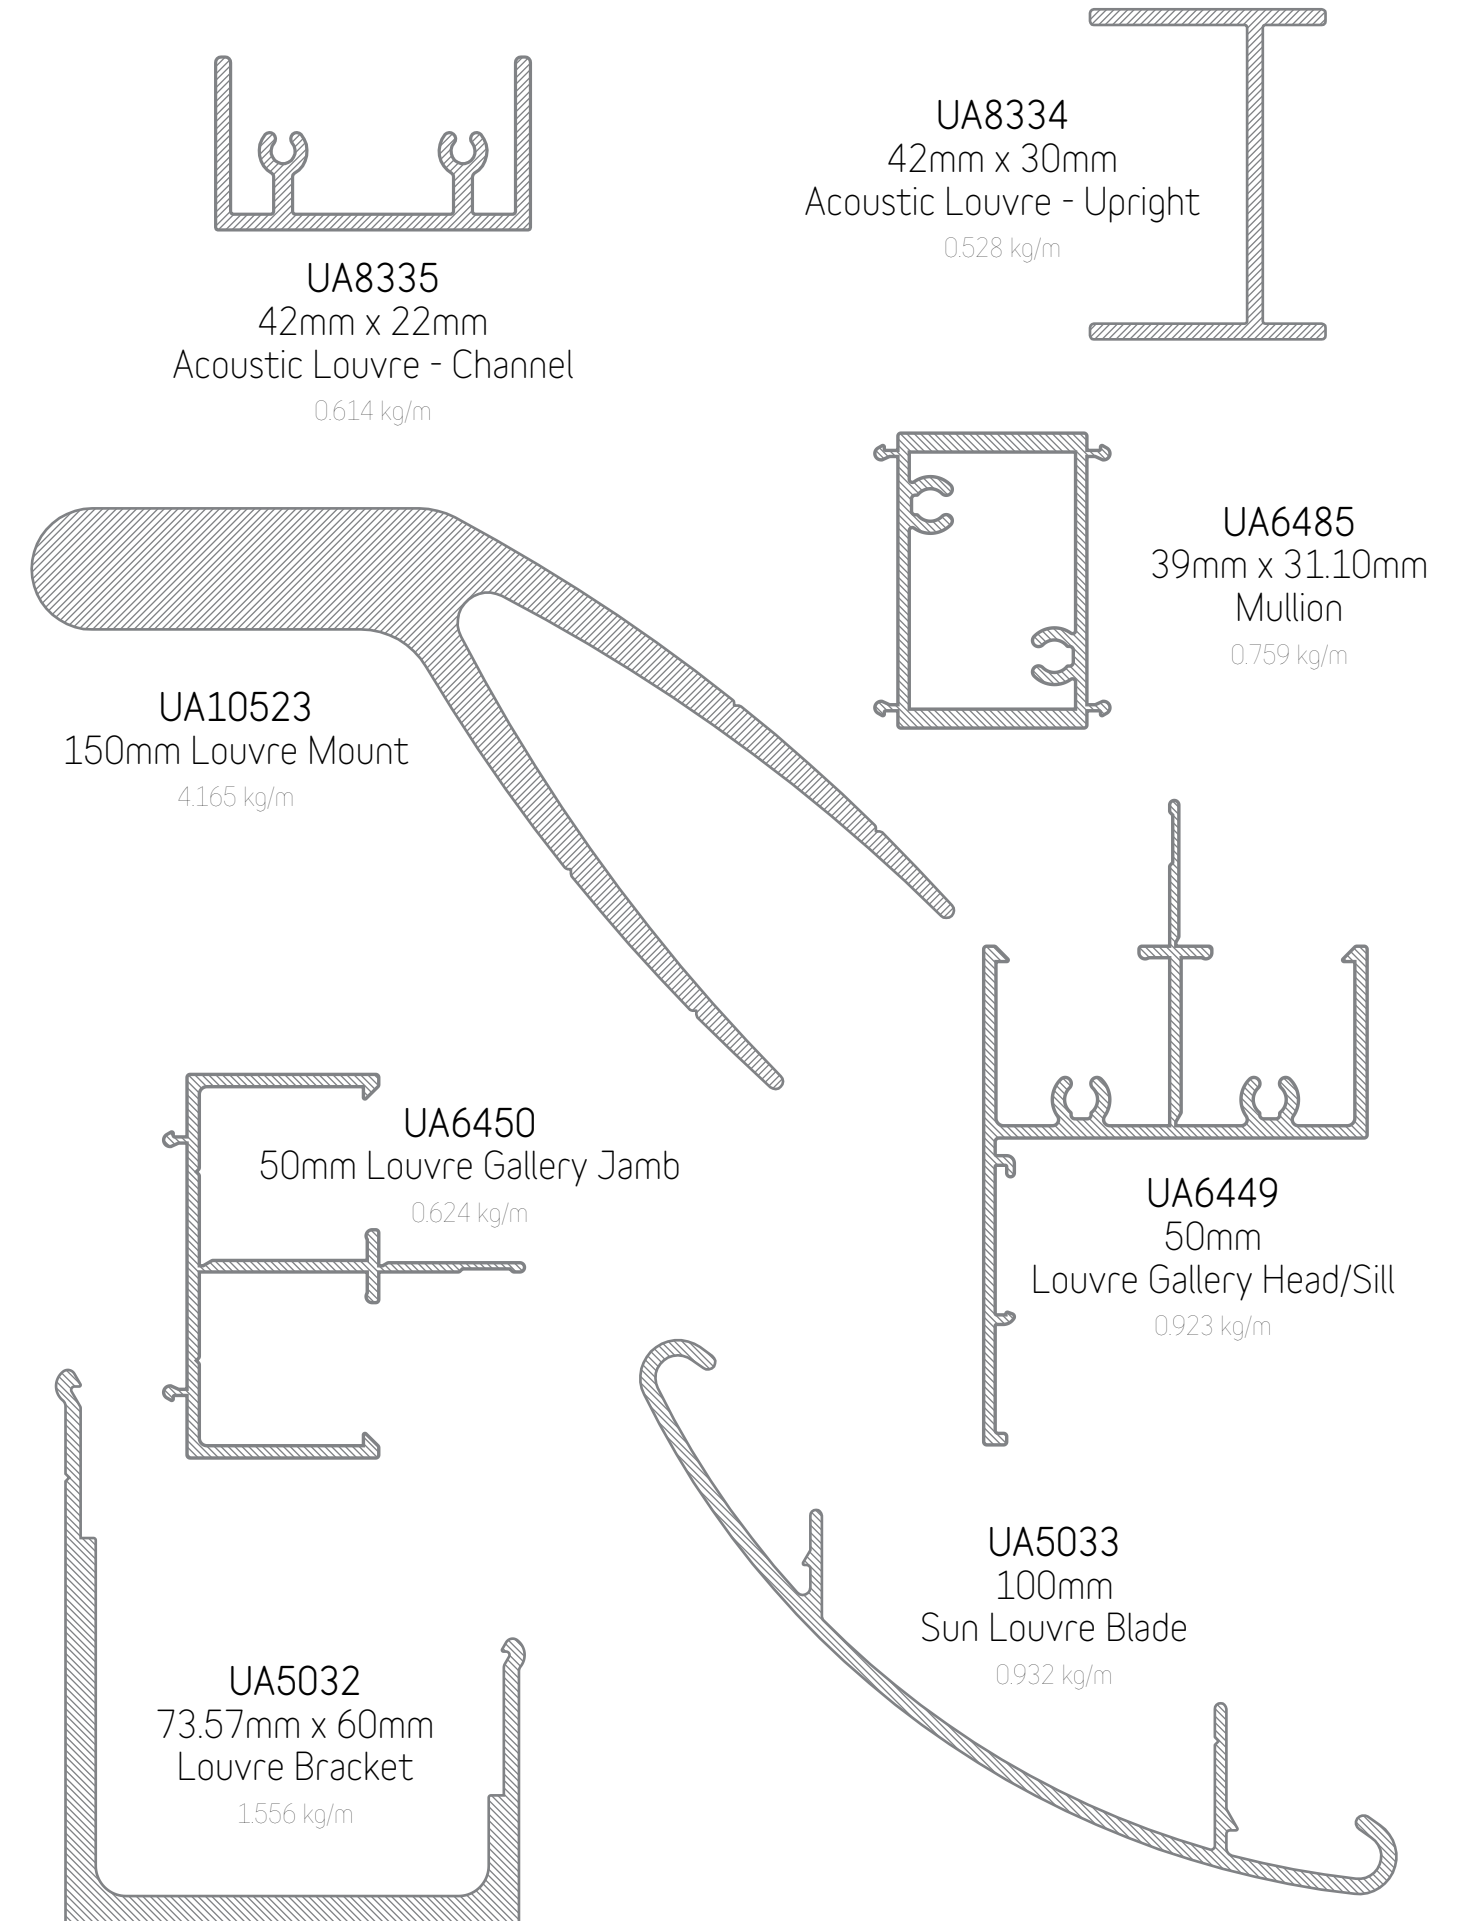 UA8334
42mm x 30mm
Acoustic Louvre - Upright
0.528 kg/m
UA8335
42mm x 22mm
Acoustic Louvre - Channel
0.614 kg/m
UA6485
39mm x 31.10mm
Mullion
0.759 kg/m
UA10523
150mm Louvre Mount
4.165 kg/m
UA6450
50mm Louvre Gallery Jamb
0.624 kg/m
UA6449
50mm
Louvre Gallery Head/Sill
0.923 kg/m
UA5033
100mm
Sun Louvre Blade
0.932 kg/m
UA5032
73.57mm x 60mm
Louvre Bracket
1.556 kg/m